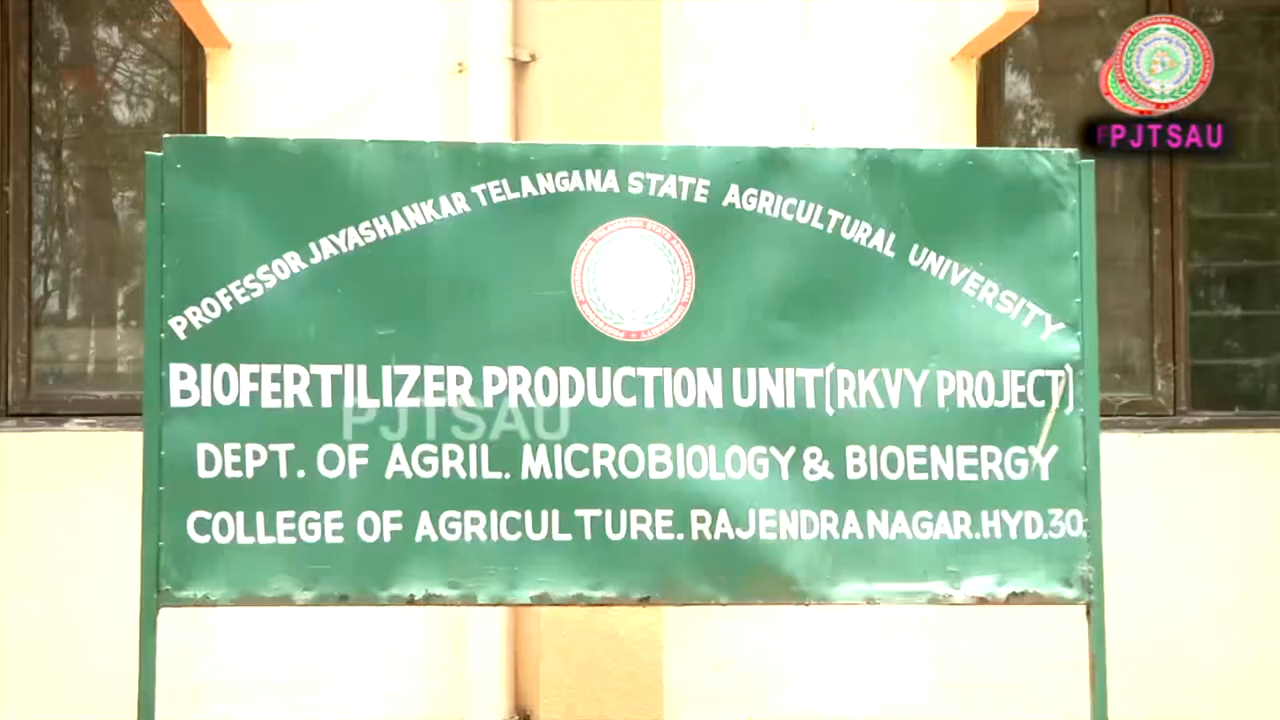 PJTSAU
PROFESSOR JAYASHANKAR TELANGANA STATE AGRICULTURAL UNIVERSITY
BIOFERTILIZER PRODUCTION UNIT(RKVY PROJECT)
PJTSAU
DEPT. OF AGRIL. MICROBIOLOGY & BIOENERGY
COLLEGE OF AGRICULTURE. RAJENDRANAGAR.HYD.30